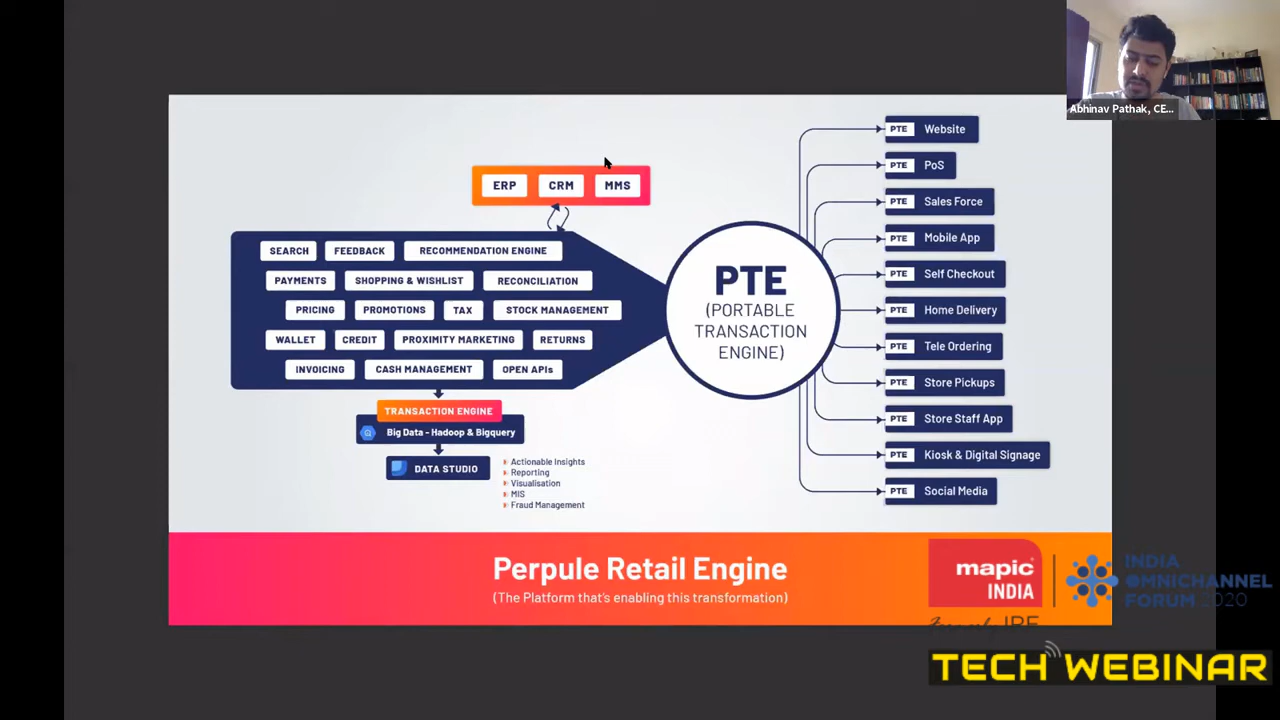 Abhinav Pathak, CE...
ERP CRM MMS
SEARCH FEEDBACK RECOMMENDATION ENGINE
PAYMENTS SHOPPING & WISHLIST RECONCILIATION
PRICING PROMOTIONS TAX STOCK MANAGEMENT
WALLET CREDIT PROXIMITY MARKETING RETURNS
INVOICING CASH MANAGEMENT OPEN APIs
TRANSACTION ENGINE
Big Data - Hadoop & Bigquery
DATA STUDIO
Actionable Insights
Reporting
Visualisation
MIS
Fraud Management
PTE
(PORTABLE
TRANSACTION
ENGINE)
PTE Website
PTE PoS
PTE Sales Force
PTE Mobile App
PTE Self Checkout
PTE Home Delivery
PTE Tele Ordering
PTE Store Pickups
PTE Store Staff App
PTE Kiosk & Digital Signage
PTE Social Media
Perpule Retail Engine
(The Platform that's enabling this transformation)
mapic
INDIA
INDIA
OMNICHANNEL
FORUM 2020
TECH WEBINAR